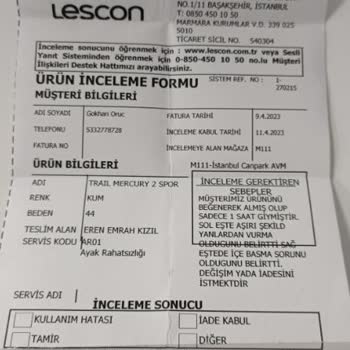 Lescon
NO.1/11 BAŞAKŞEHİR, İSTANBUL
T: 0850 450 10 50
MARMARA KURUMLAR V.D. 339 025
5010
TİCARET SİCİL NO. 540304
İnceleme sonucunu öğrenmek için : www.lescon.com.tr veya Sesli
Yanıt Sisteminden öğrenmek için 0-850-450 10 50 no.lu Müşteri
İlişkileri Destek Hattımızı arayabilirsiniz.
ÜRÜN İNCELEME FORMU
SİSTEM REF. NO : 1-
270215
MÜŞTERİ BİLGİLERİ
ADI SOYADI Gokhan Oruc FATURA TARİHİ 9.4.2023
TELEFONU 5332778728 İNCELEME KABUL TARİHİ 11.4.2023
FATURA NO İNCELEMEYE ALAN MAĞAZA M111
ÜRÜN BİLGİLERİ M111-İstanbul Canpark AVM
ADI TRAIL MERCURY 2 SPOR
RENK KUM
BEDEN 44
TESLİM ALAN EREN EMRAH KIZIL
SERVİS KODU AR01
Ayak Rahatsızlığı
İNCELEME GEREKTİREN
SEBEPLER
MÜŞTERİMİZ ÜRÜNÜNÜ
BEĞENEREK ALMIŞ OLUP
SADECE 1 SAAT GİYMİŞTİR.
SOL EŞTE AŞIRI ŞEKİLD
YANLARDAN VURMA
OLDUGUNU BELİRTTİ SAĞ
EŞTEDE İÇE BASMA SORUNU
OLDUGUNU BELİRTTİ.
DEĞİŞİM YADA İADESİNİ
İSTMEKTDİR
SERVİS ADI
İNCELEME SONUCU
KULLANIM HATASI İADE KABUL
TAMİR DİĞER